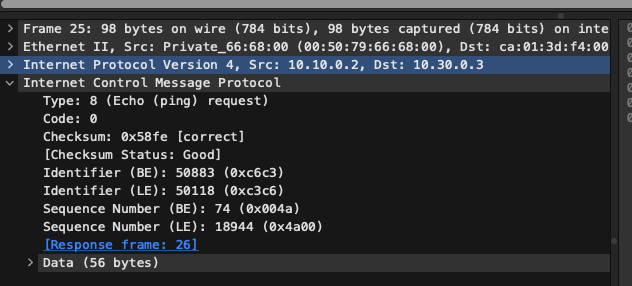 Frame 25: 98 bytes on wire (784 bits), 98 bytes captured (784 bits) on inte
Ethernet II, Src: Private_66:68:00 (00:50:79:66:68:00), Dst: ca:01:3d:f4:00
Internet Protocol Version 4, Src: 10.10.0.2, Dst: 10.30.0.3
Internet Control Message Protocol
Type: 8 (Echo (ping) request)
Code: 0
Checksum: 0x58fe [correct]
[Checksum Status: Good]
Identifier (BE): 50883 (0xc6c3)
Identifier (LE): 50118 (0xc3c6)
Sequence Number (BE): 74 (0x004a)
Sequence Number (LE): 18944 (0x4a00)
[Response frame: 26]
Data (56 bytes)